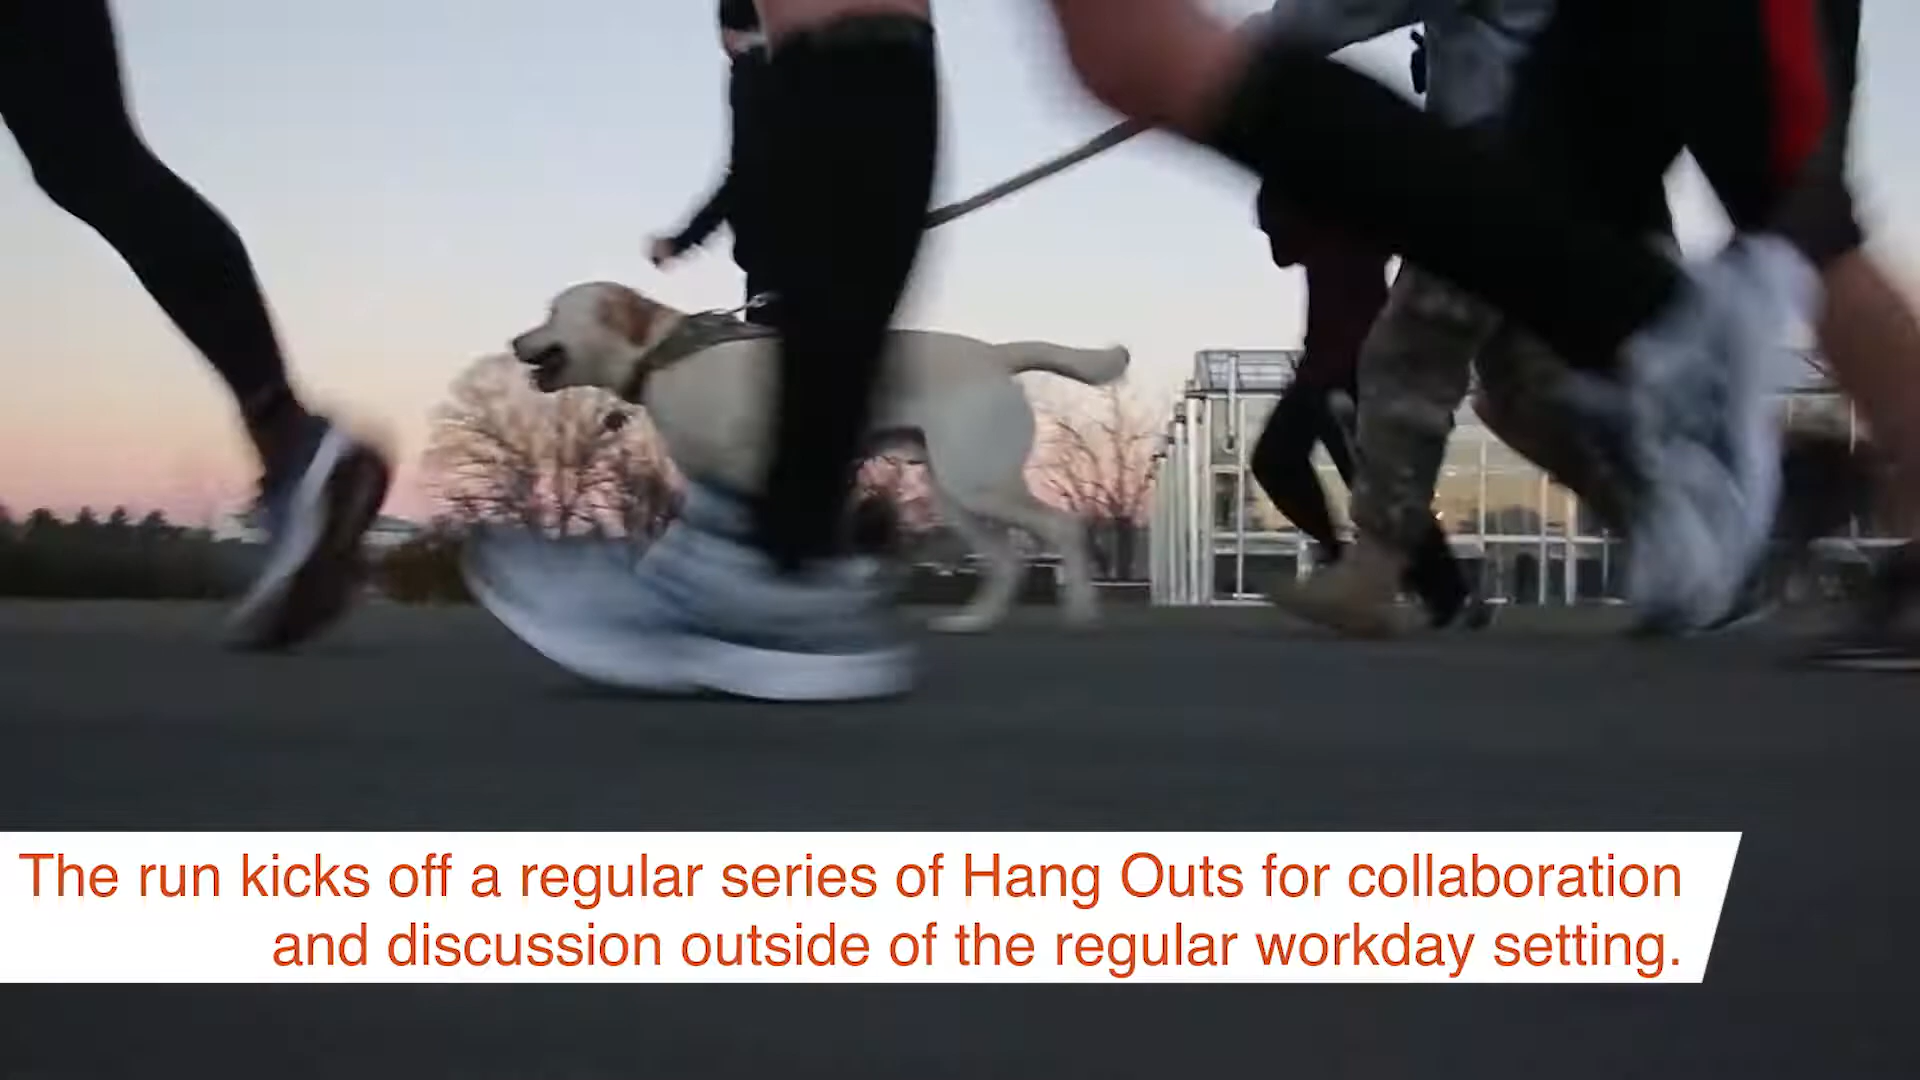 The run kicks off a regular series of Hang Outs for collaboration
and discussion outside of the regular workday setting.